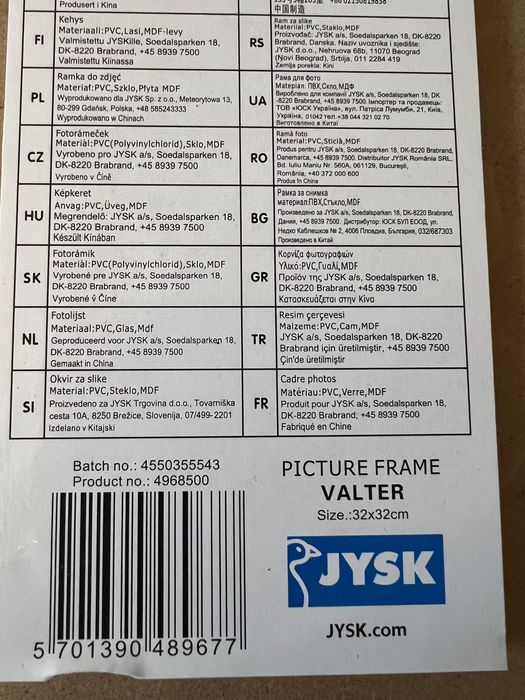 Produsert i Kina
FI
Kehys
Materiaali:PVC,Lasi,MDF-levy
Valmistettu JYSKille, Soedalsparken 18,
DK-8220 Brabrand, +45 8939 7500
Valmistettu Kiinassa
PL
Ramka do zdjęć
Materiał:PVC,Szkło,Płyta MDF
Wyprodukowano dla JYSK Sp. z o.o., Meteorytowa 13,
80-299 Gdańsk, Polska, +48 585243333
Wyprodukowano w Chinach
CZ
Fotorámeček
Materiál:PVC(Polyvinylchlorid),Sklo,MDF
Vyrobeno pro JYSK a/s, Soedalsparken 18,
DK-8220 Brabrand, +45 8939 7500
Vyrobeno v Číně
HU
Képkeret
Anyag:PVC,Üveg,MDF
Megrendelő: JYSK a/s, Soedalsparken 18,
DK-8220 Brabrand, +45 8939 7500
Készült Kínában
SK
Fotorámik
Materiál:PVC(Polyvinylchlorid),Sklo,MDF
Vyrobené pre JYSK a/s, Soedalsparken 18,
DK-8220 Brabrand, +45 8939 7500
Vyrobené v Číne
NL
Fotolijst
Materiaal:PVC,Glas,Mdf
Geproduceerd voor JYSK a/s, Soedalsparken 18,
DK-8220 Brabrand, +45 8939 7500
Gemaakt in China
SI
Okvir za slike
Material:PVC,Steklo,MDF
Proizvedeno za JYSK Trgovina d.o.o., Tovarniška
cesta 10A, 8250 Brežice, Slovenija, 07/499-2201
Izdelano v Kitajski
中国制造
RS
Ram za slike
Materijal:PVC,Staklo,MDF
Proizvođač: JYSK a/s, Soedalsparken 18, DK-8220
Brabrand, Danska. Naziv uvoznika i sjedište:
JYSK d.o.o., Nehruova 68b, 11070 Beograd
(Novi Beograd), Srbija, 011 2284 419
Zemlja porekla: Kini
UA
Рама для фото
Матеріал: ПВХ,Скло,МДФ
Вироблено для компанії JYSK a/s, Soedalsparken 18, DK
-8220 Brabrand, +45 8939 7500. Імпортер та продавець:
ТОВ «ЮСК Україна», вул. Патріса Лумумби, 21, Київ,
Україна, 01042 тел.+38 044 321 02 70
Виготовлено в Китаї
RO
Ramă foto
Material:PVC,Sticlă,MDF
Produs pentru JYSK a/s, Soedalsparken 18, DK-8220 Brabrand,
Danemarca, +45 8939 7500. Distribuitor JYSK România SRL,
Bd. Iuliu Maniu Nr. 560A, 061129, București,
România, +40 372 000 600
Produs în China
BG
Рамка за снимка
материал:ПВХ,Стъкло,MDF
Произведено за JYSK a/s, Soedalsparken 18, DK-8220 Brabrand,
Дания, +45 8939 7500. Дистрибутор: ЮСК БУЛ ЕООД, ул.
Недко Каблешков № 2, 4006 Пловдив, България, 032/687303
Произведено в Китай
GR
Κορνίζα φωτογραφιών
Υλικό:PVC,Γυαλί,MDF
Προϊόν της JYSK a/s, Soedalsparken 18,
DK-8220 Brabrand, +45 8939 7500
Κατασκευάζεται στην Κίνα
TR
Resim çerçevesi
Malzeme:PVC,Cam,MDF
JYSK a/s, Soedalsparken 18, DK-8220
Brabrand için üretilmiştir, +45 8939 7500
Çin'de üretilmiştir
FR
Cadre photos
Matériau:PVC,Verre,MDF
Produit pour JYSK a/s, Soedalsparken 18,
DK-8220 Brabrand, +45 8939 7500
Fabriqué en Chine
Batch no.: 4550355543
Product no.: 4968500
5 701390 489677
PICTURE FRAME
VALTER
Size.:32x32cm
JYSK
JYSK.com